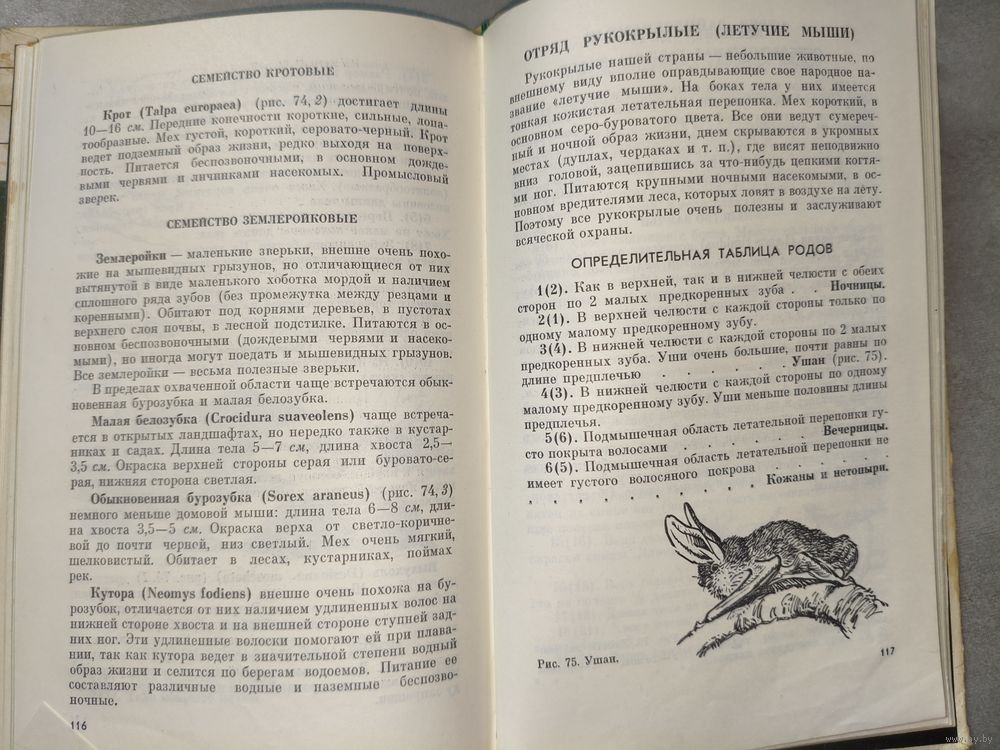 СЕМЕЙСТВО КРОТОВЫЕ
Крот (Talpa europaea) (рис. 74, 2) достигает длины
10—16 см. Передние конечности короткие, сильные, лопа-
тообразные. Мех густой, короткий, серовато-черный. Крот
ведет подземный образ жизни, редко выходя на поверх-
ность. Питается беспозвоночными, в основном дожде-
выми червями и личинками насекомых. Промысловый
зверек.
СЕМЕЙСТВО ЗЕМЛЕРОЙКОВЫЕ
Землеройки — маленькие зверьки, внешне очень похо-
жие на мышевидных грызунов, но отличающиеся от них
вытянутой в виде маленького хоботка мордой и наличием
сплошного ряда зубов (без промежутка между резцами и
коренными). Обитают под корнями деревьев, в пустотах
верхнего слоя почвы, в лесной подстилке. Питаются в ос-
новном беспозвоночными (дождевыми червями и насеко-
мыми), но иногда могут поедать и мышевидных грызунов.
Все землеройки — весьма полезные зверьки.
В пределах охваченной области чаще встречаются обык-
новенная бурозубка и малая белозубка.
Малая белозубка (Crocidura suaveolens) чаще встреча-
ется в открытых ландшафтах, но нередко также в кустар-
никах и садах. Длина тела 5—7 см, длина хвоста 2,5—
3,5 см. Окраска верхней стороны серая или буровато-се-
рая, нижняя сторона светлая.
Обыкновенная бурозубка (Sorex araneus) (рис. 74, 3)
немного меньше домовой мыши: длина тела 6—8 см, дли-
на хвоста 3,5—5 см. Окраска верха от светло-коричне-
вой до почти черной, низ светлый. Мех очень мягкий,
шелковистый. Обитает в лесах, кустарниках, поймах
рек.
Кутора (Neomys fodiens) внешне очень похожа на бу-
розубок, отличается от них наличием удлиненных волос на
нижней стороне хвоста и на внешней стороне ступней зад-
них ног. Эти удлиненные волоски помогают ей при плава-
нии, так как кутора ведет в значительной степени водный
образ жизни и селится по берегам водоемов. Питание ее
составляют различные водные и наземные беспозво-
ночные.
116
ОТРЯД РУКОКРЫЛЫЕ (ЛЕТУЧИЕ МЫШИ)
Рукокрылые нашей страны — небольшие животные, по
внешнему виду вполне оправдывающие свое народное на-
звание «летучие мыши». На боках тела у них имеется
тонкая кожистая летательная перепонка. Мех короткий, в
основном серо-буроватого цвета. Все они ведут сумереч-
ный и ночной образ жизни, днем скрываются в укромных
местах (дуплах, чердаках и т. п.), где висят неподвижно
вниз головой, зацепившись за что-нибудь цепкими когтя-
ми ног. Питаются крупными ночными насекомыми, в ос-
новном вредителями леса, которых ловят в воздухе на лету.
Поэтому все рукокрылые очень полезны и заслуживают
всяческой охраны.
ОПРЕДЕЛИТЕЛЬНАЯ ТАБЛИЦА РОДОВ
1(2). Как в верхней, так и в нижней челюсти с обеих
сторон по 2 малых предкоренных зуба . . Ночницы.
2(1). В верхней челюсти с каждой стороны только по
одному малому предкоренному зубу.
3(4). В нижней челюсти с каждой стороны по 2 малых
предкоренных зуба. Уши очень большие, почти равны по
длине предплечью . . . . . . Ушан (рис. 75).
4(3). В нижней челюсти с каждой стороны по одному
малому предкоренному зубу. Уши меньше половины длины
предплечья.
5(6). Подмышечная область летательной перепонки гу-
сто покрыта волосами . . . . . Вечерницы.
6(5). Подмышечная область летательной перепонки не
имеет густого волосяного покрова . . . . .
. . . . . . . . . Кожаны и нетопыри.
Рис. 75. Ушан.
117
www.ay.by